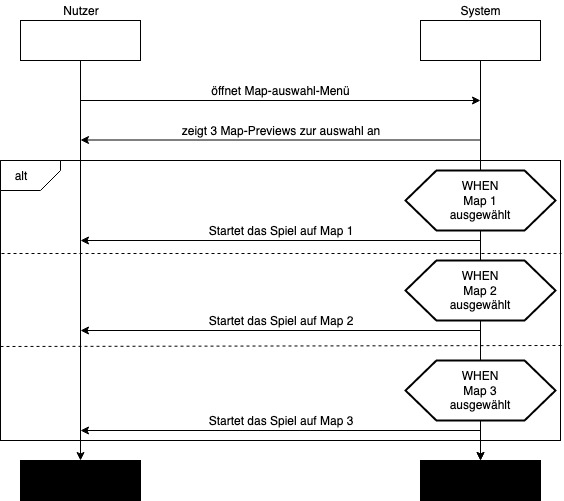 Nutzer
System
öffnet Map-auswahl-Menü
zeigt 3 Map-Previews zur auswahl an
alt
WHEN
Map 1
ausgewählt
Startet das Spiel auf Map 1
WHEN
Map 2
ausgewählt
Startet das Spiel auf Map 2
WHEN
Map 3
ausgewählt
Startet das Spiel auf Map 3